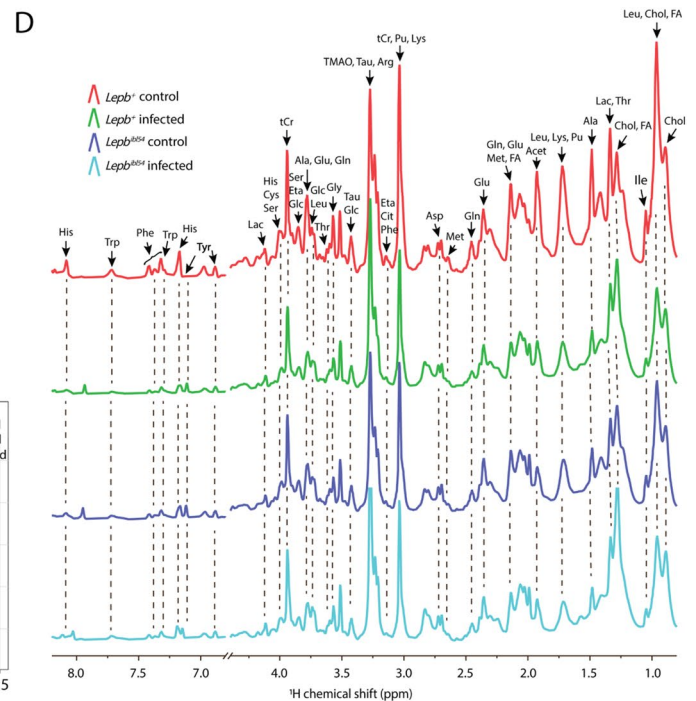 D
Lepb⁺ control
Lepb⁺ infected
Lepbⁱᵇˡ⁵⁴ control
Lepbⁱᵇˡ⁵⁴ infected
Leu, Chol, FA
tCr, Pu, Lys
TMAO, Tau, Arg
Lac, Thr
Chol, FA
Chol
Ala
Leu, Lys, Pu
Acet
Gln, Glu
Met, FA
tCr
Ala, Glu, Gln
His
Cys
Ser
Ser
Eta
Glc
Glc
Leu
Gly
Thr
Tau
Glc
Eta
Cit
Phe
Glu
Gln
Asp
Met
Ile
Lac
His
Trp
Phe
Trp
His
Tyr
d
5
8.0 7.5 7.0 4.0 3.5 3.0 2.5 2.0 1.5 1.0
¹H chemical shift (ppm)